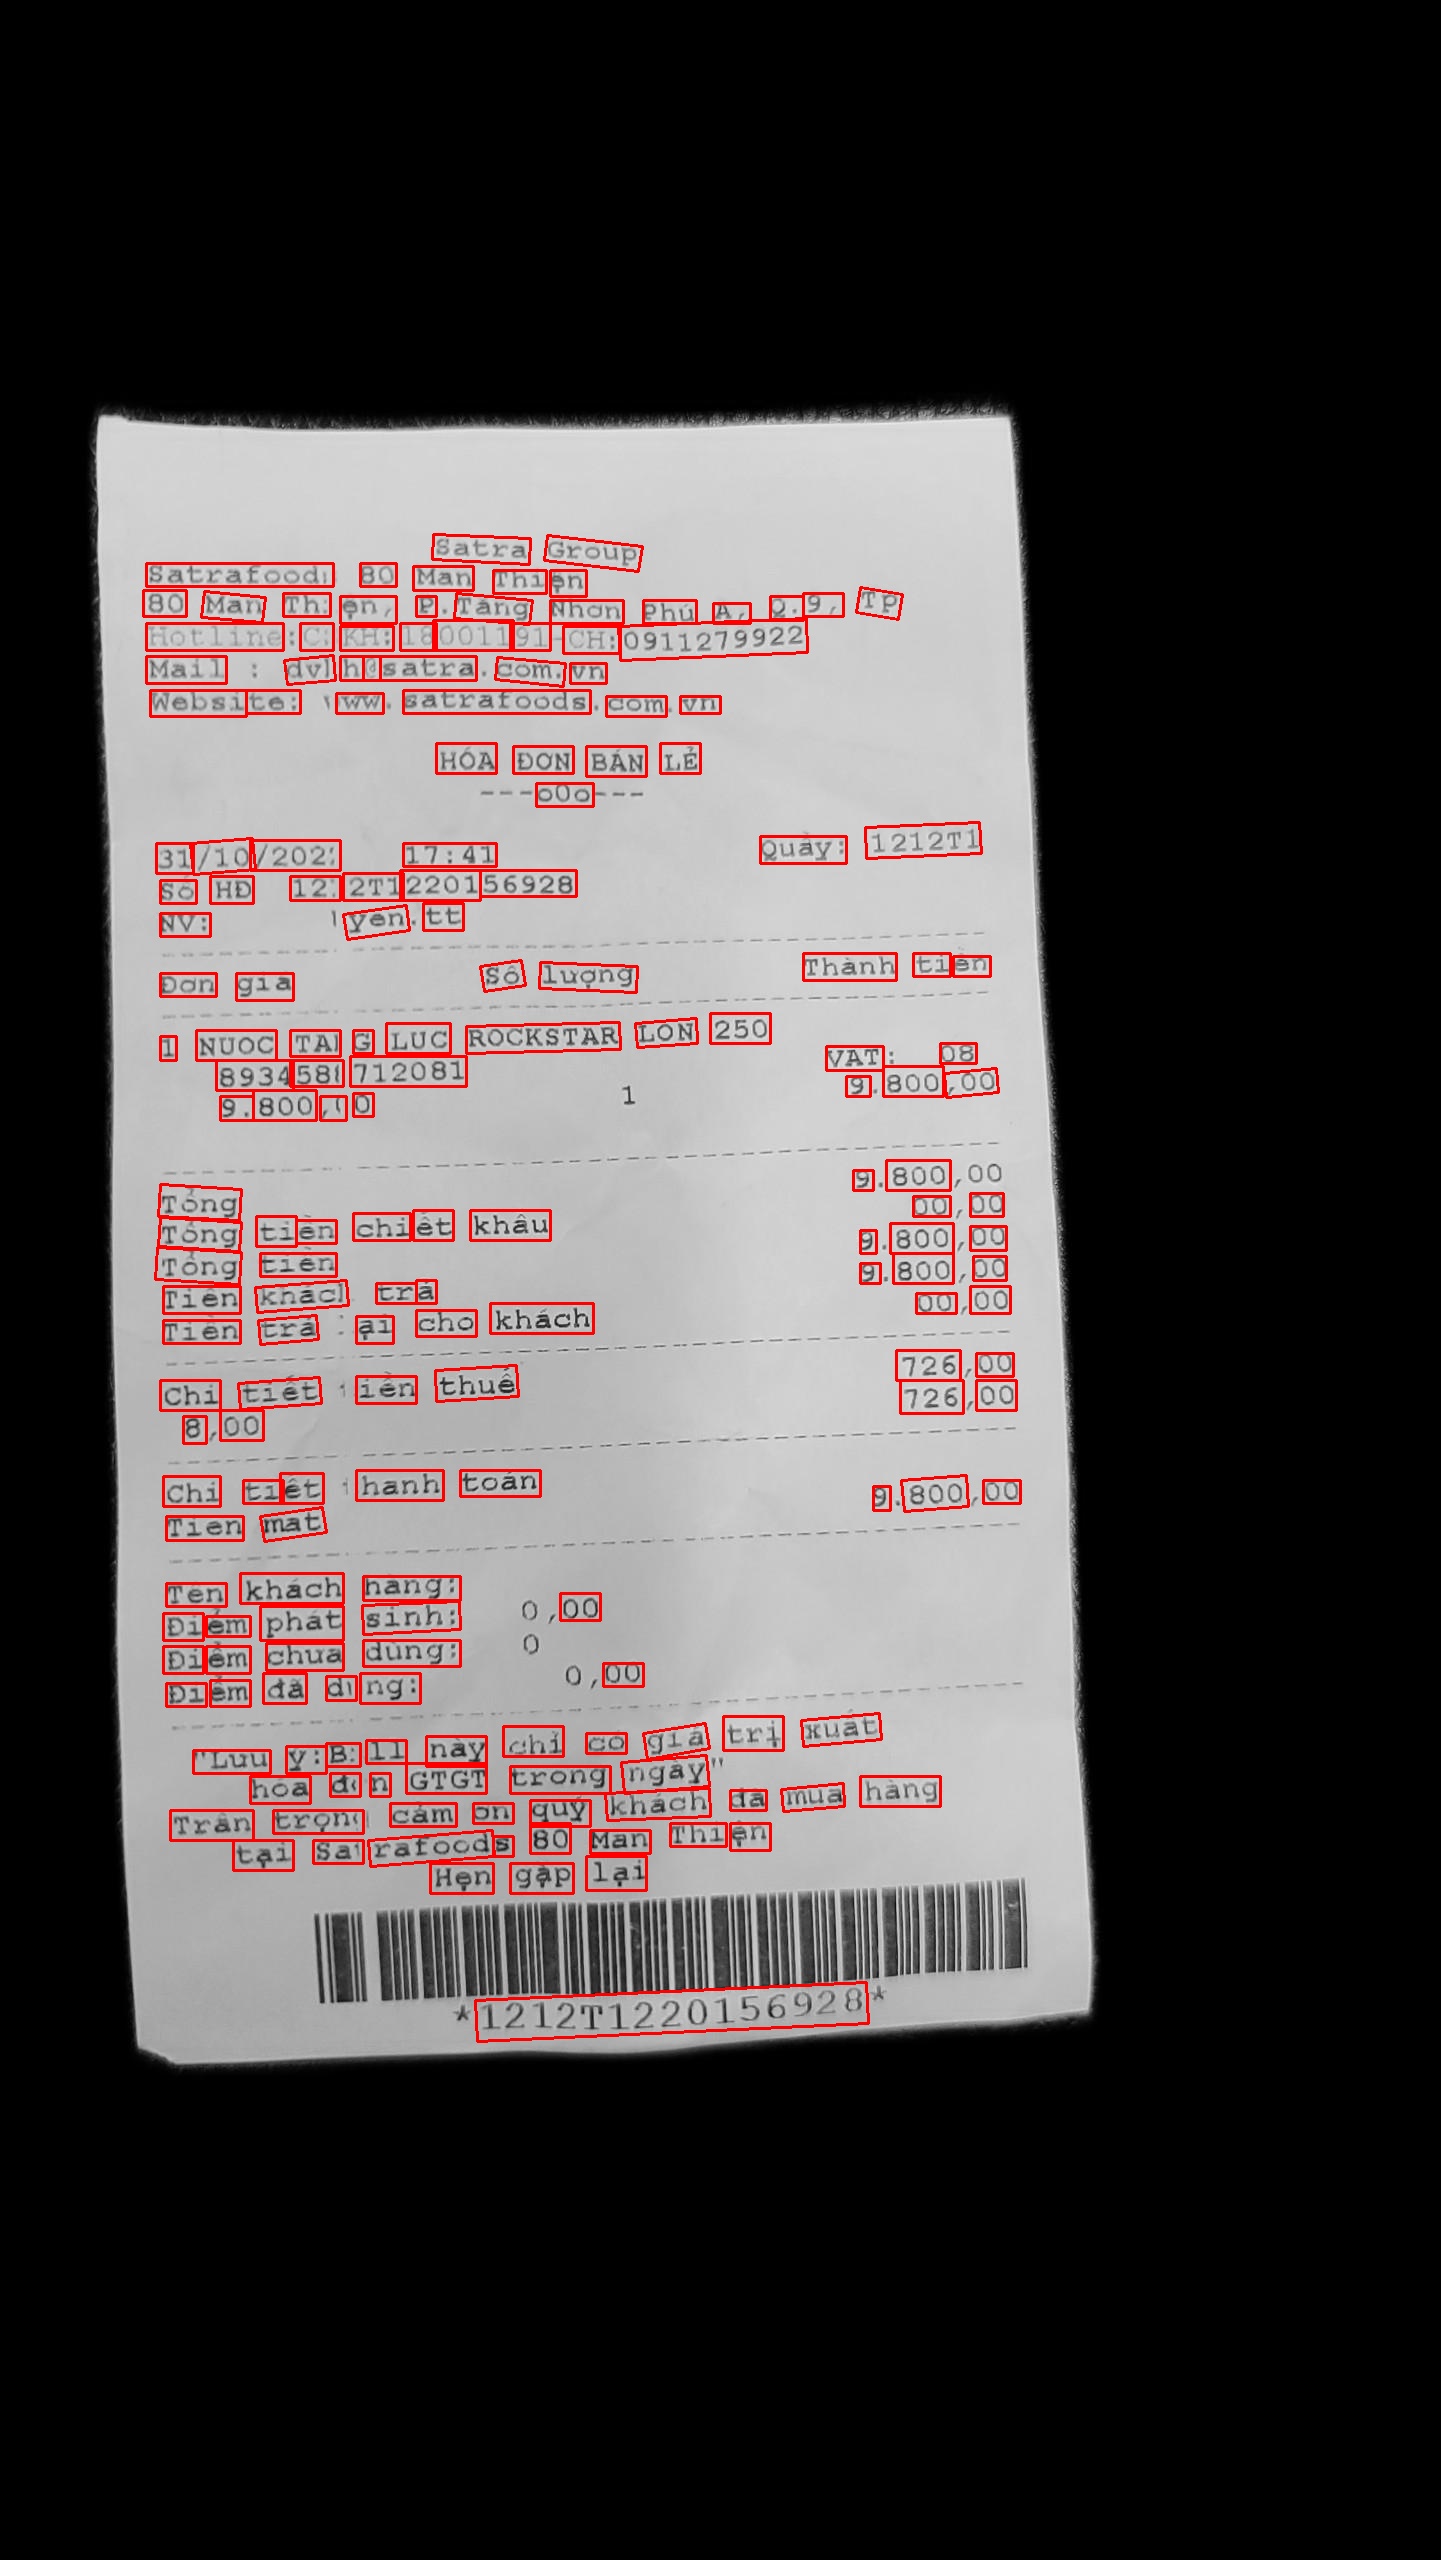 Satra Group
Satrafood 80 Man Thiện
80 Man Thiện, P.Tăng Nhơn Phú A, Q.9, TP
Hotline:CSKH:18001191-CH:0911279922
Mail : dvkh@satra.com.vn
Website: www.satrafoods.com.vn
HÓA ĐƠN BÁN LẺ
---oOo---
31/10/2022 17:41 Quầy: 1212T1
Số HĐ 1212T1220156928
NV: yen.tt
Đơn giá Số lượng Thành tiền
1 NUOC TANG LUC ROCKSTAR LON 250
8934588712081 VAT: 08
9.800,00 1 9.800,00
Tổng 9.800,00
Tổng tiền chiết khấu 00,00
Tổng tiền 9.800,00
Tiền khách trả 9.800,00
Tiền trả lại cho khách 00,00
Chi tiết tiền thuế 726,00
8,00 726,00
Chi tiết thanh toán
Tiền mặt 9.800,00
Tên khách hàng:
Điểm phát sinh: 0,00
Điểm chưa dùng: 0
Điểm đã dùng: 0,00
"Lưu ý:Bill này chỉ có giá trị xuất
hóa đơn GTGT trong ngày"
Trân trọng cảm ơn quý khách đã mua hàng
tại Satrafoods 80 Man Thiện
Hẹn gặp lại
*1212T1220156928*